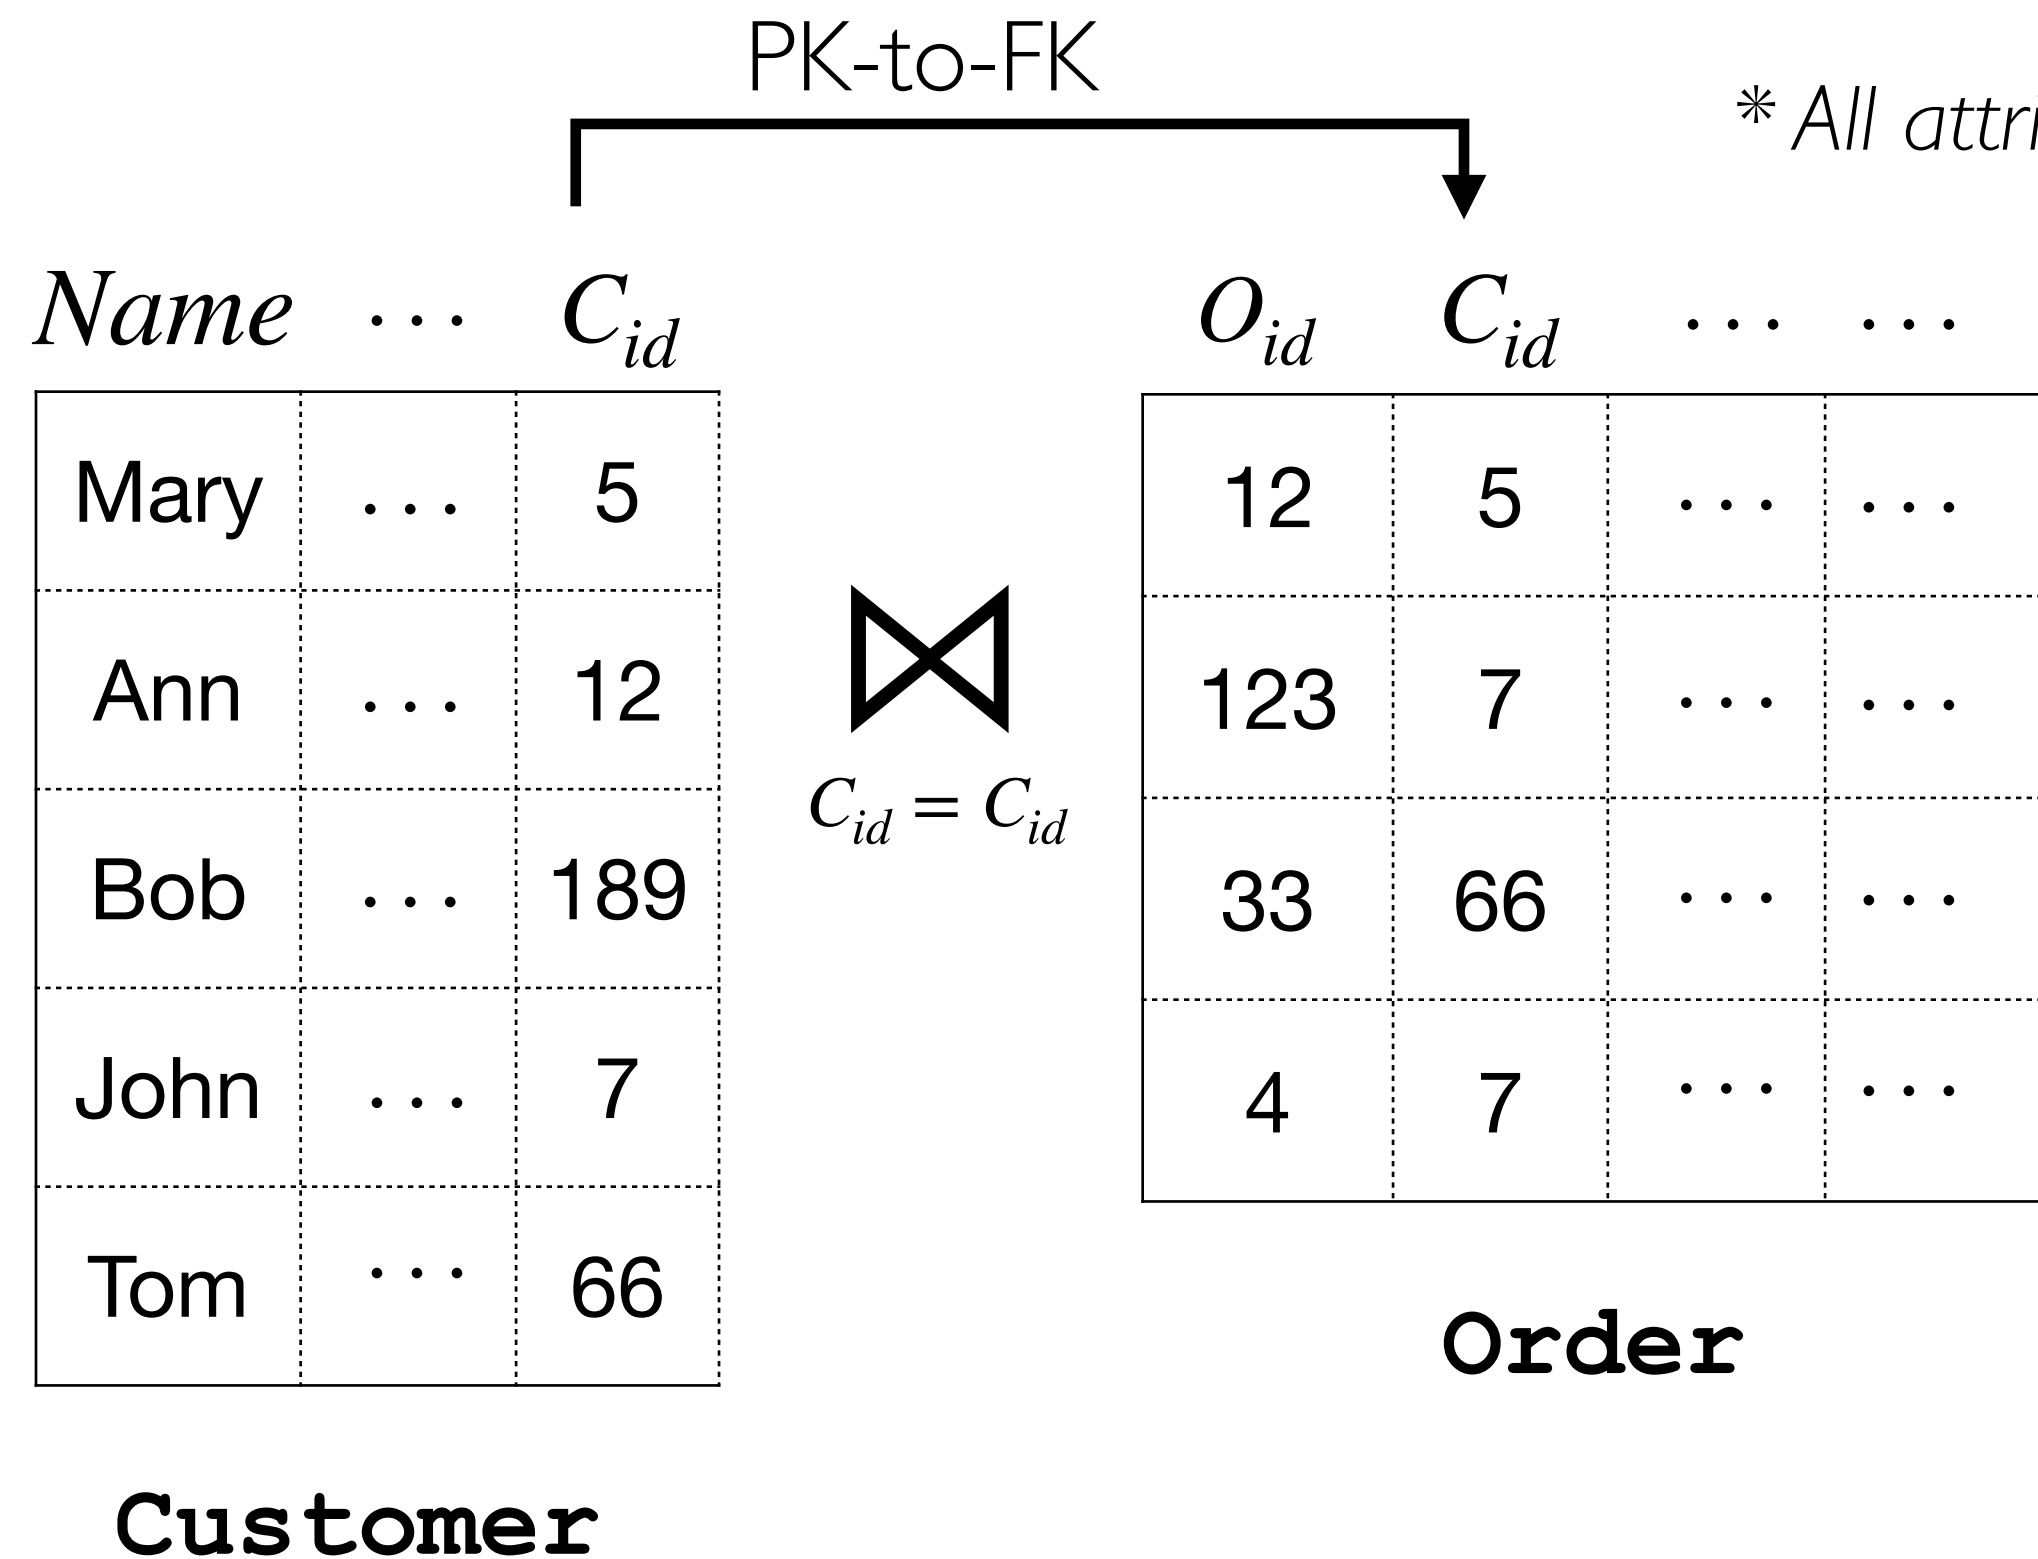 PK-to-FK
* All
Name ... C_id
O_id C_id ... ...
Mary ... 5
Ann ... 12
Bob ... 189
John ... 7
Tom ... 66
C_id = C_id
12 5 ... ...
123 7 ... ...
33 66 ... ...
4 7 ... ...
Order
Customer